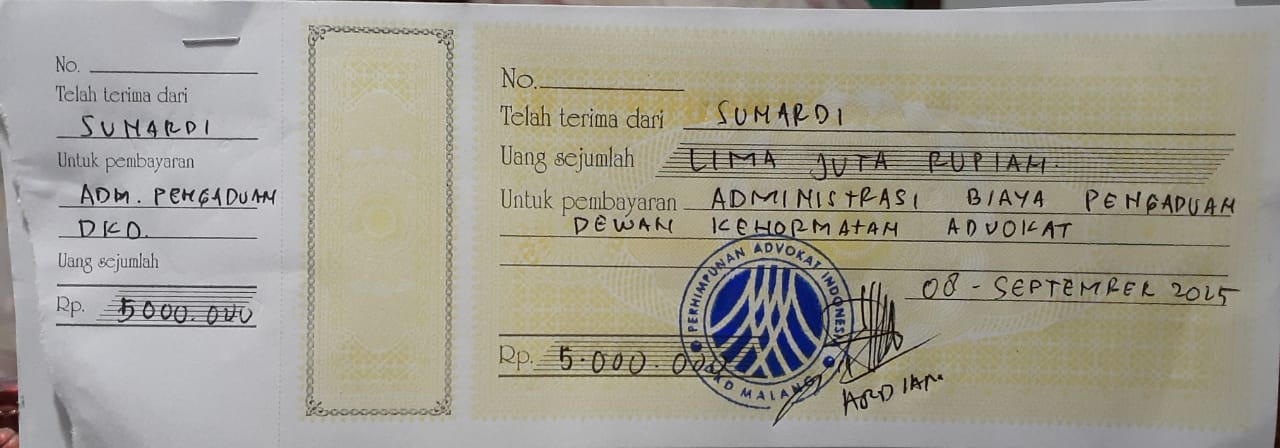 No.
Telah terima dari
SUMARDI
Untuk pembayaran
ADM. PENGADUAN
DKD.
Uang sejumlah
Rp. 5000.000
No.
Telah terima dari SUMARDI
Uang sejumlah LIMA JUTA RUPIAH.
Untuk pembayaran ADMINISTRASI BIAYA PENGADUAN
DEWAN KEHORMATAN ADVOKAT
08 - SEPTEMBER 2025
Rp. 5.000.000
PERHIMPUNAN ADVOKAT INDONESIA
MALANG
ARDIAN